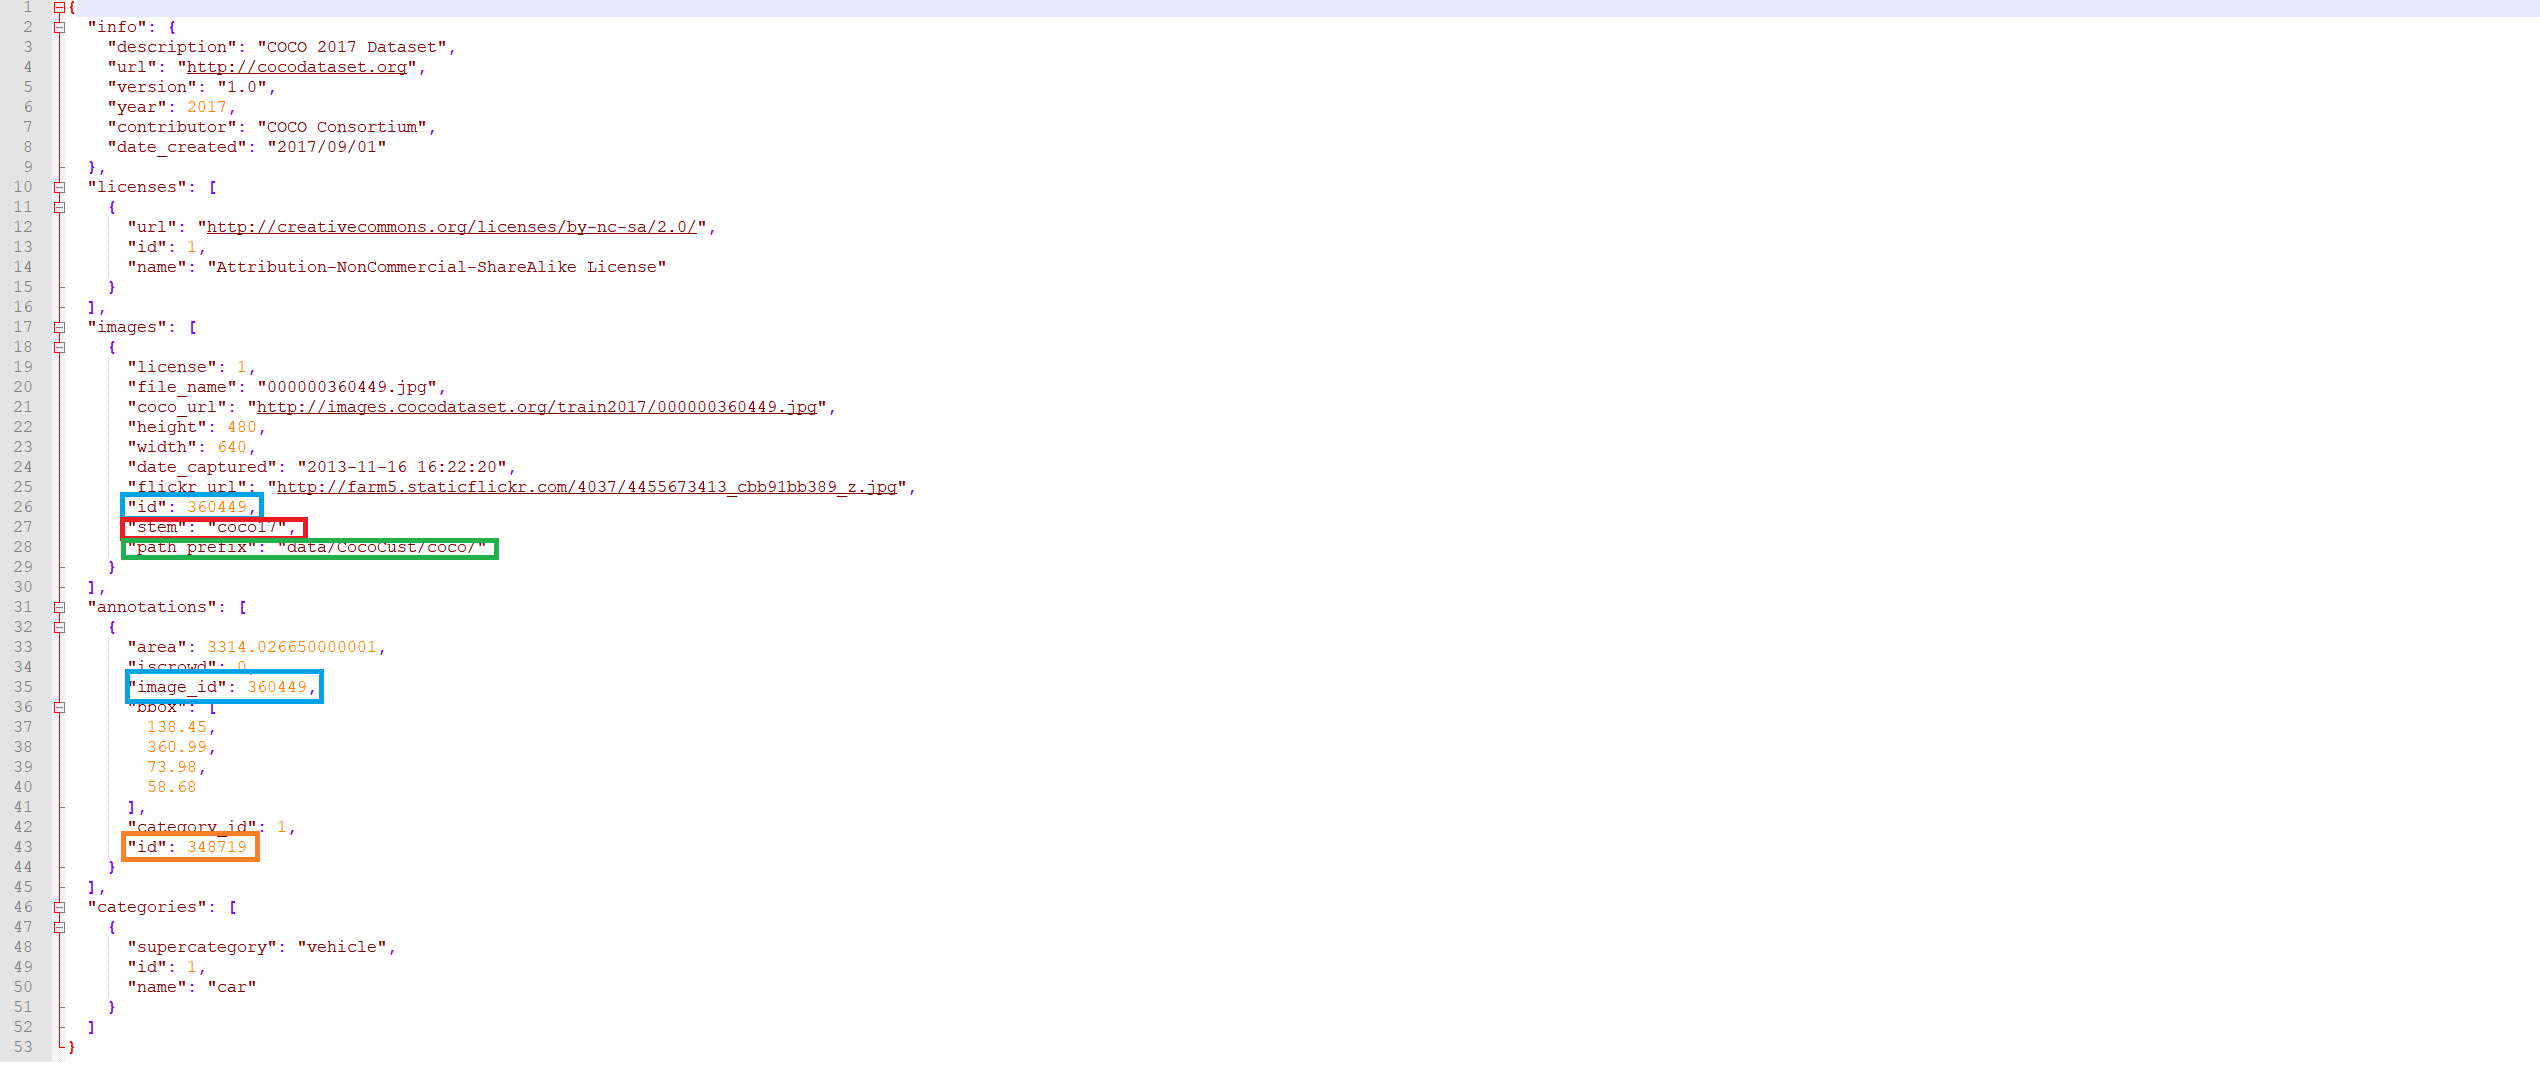 1 {
2 "info": {
3 "description": "COCO 2017 Dataset",
4 "url": "http://cocodataset.org",
5 "version": "1.0",
6 "year": 2017,
7 "contributor": "COCO Consortium",
8 "date_created": "2017/09/01"
9 },
10 "licenses": [
11 {
12 "url": "http://creativecommons.org/licenses/by-nc-sa/2.0/",
13 "id": 1,
14 "name": "Attribution-NonCommercial-ShareAlike License"
15 }
16 ],
17 "images": [
18 {
19 "license": 1,
20 "file_name": "000000360449.jpg",
21 "coco_url": "http://images.cocodataset.org/train2017/000000360449.jpg",
22 "height": 480,
23 "width": 640,
24 "date_captured": "2013-11-16 16:22:20",
25 "flickr_url": "http://farm5.staticflickr.com/4037/4455673413_cbb91bb389_z.jpg",
26 "id": 360449,
27 "stem": "coco17",
28 "path_prefix": "data/CocoCust/coco/"
29 }
30 ],
31 "annotations": [
32 {
33 "area": 3314.026650000001,
34 "iscrowd": 0
35 "image_id": 360449,
36 "bbox": [
37 138.45,
38 360.99,
39 73.98,
40 58.68
41 ],
42 "category_id": 1,
43 "id": 348719
44 }
45 ],
46 "categories": [
47 {
48 "supercategory": "vehicle",
49 "id": 1,
50 "name": "car"
51 }
52 ]
53 }